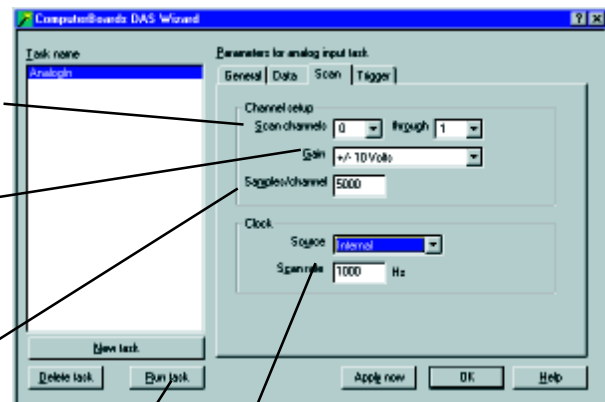 ComputerBoards DAS Wizard
Task name
AnalogIn
New task
Delete task
Run task
Parameters for analog input task
General Data Scan Trigger
Channel setup
Scan channels 0 through 1
Gain +/- 10 Volts
Samples/channel 5000
Clock
Source Internal
Scan rate 1000 Hz
Apply now OK Help